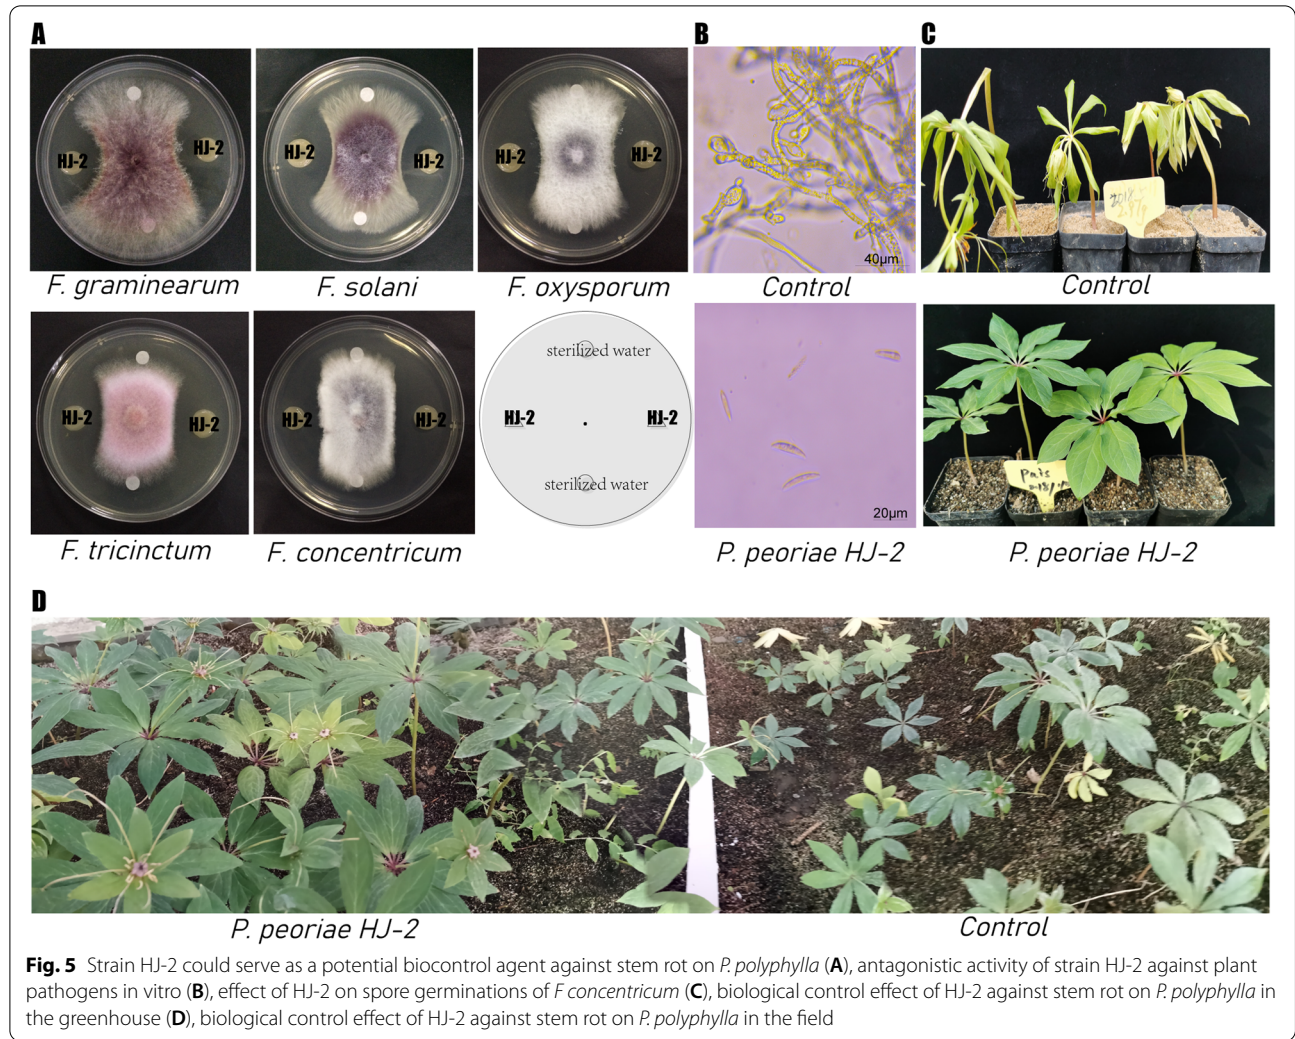 A
B
C
HJ-2
HJ-2
HJ-2
HJ-2
HJ-2
HJ-2
40µm
2018
F. graminearum
F. solani
F. oxysporum
Control
Control
sterilized water
HJ-2
HJ-2
HJ-2
HJ-2
HJ-2
HJ-2
sterilized water
20µm
Paris
F. tricinctum
F. concentricum
P. peoriae HJ-2
P. peoriae HJ-2
D
P. peoriae HJ-2
Control
Fig. 5 Strain HJ-2 could serve as a potential biocontrol agent against stem rot on P. polyphylla (A), antagonistic activity of strain HJ-2 against plant
pathogens in vitro (B), effect of HJ-2 on spore germinations of F concentricum (C), biological control effect of HJ-2 against stem rot on P. polyphylla in
the greenhouse (D), biological control effect of HJ-2 against stem rot on P. polyphylla in the field